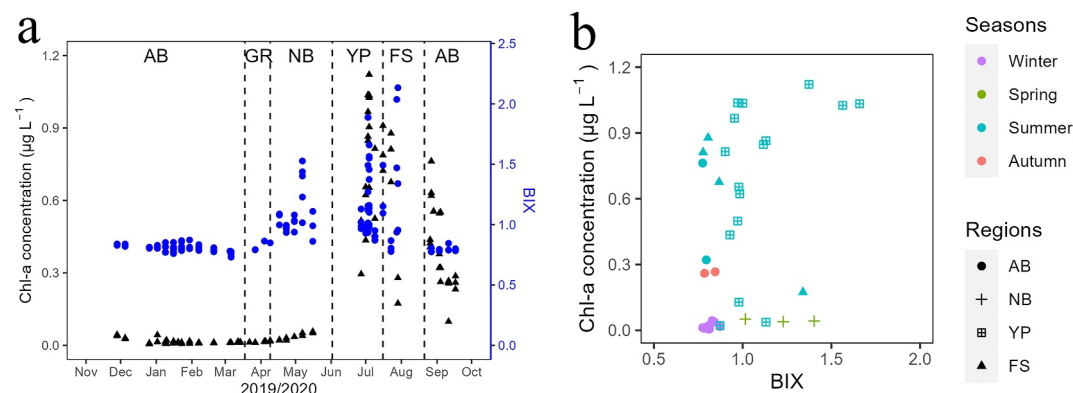 a
AB GR NB YP FS AB
Chl-a concentration (µg L⁻¹ )
1.2
0.9
0.6
0.3
0.0
2.5
2.0
1.5
1.0
0.5
0.0
BIX
Nov Dec Jan Feb Mar Apr May Jun Jul Aug Sep Oct
2019/2020
b
Chl-a concentration (µg L⁻¹ )
1.2
0.9
0.6
0.3
0.0
0.5 1.0 1.5 2.0
BIX
Seasons
Winter
Spring
Summer
Autumn
Regions
AB
NB
YP
FS